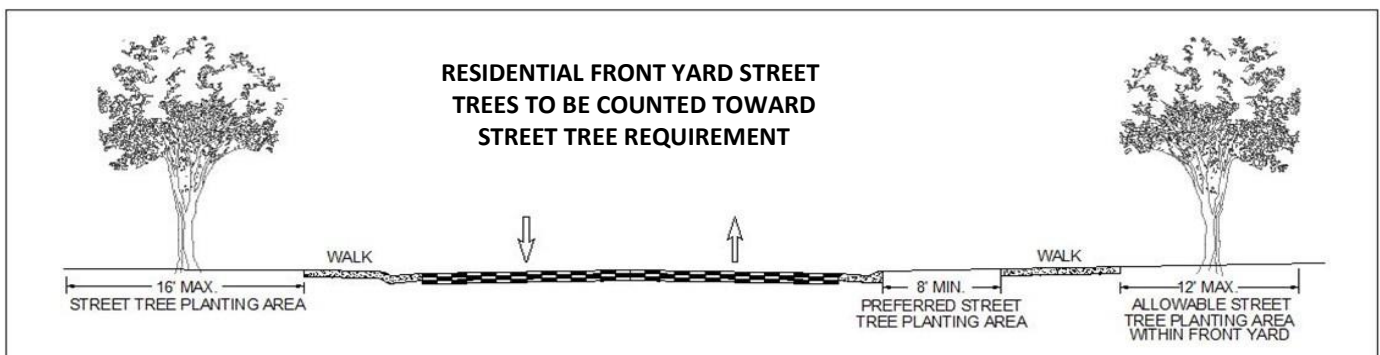 RESIDENTIAL FRONT YARD STREET
TREES TO BE COUNTED TOWARD
STREET TREE REQUIREMENT
WALK
16' MAX.
STREET TREE PLANTING AREA
8' MIN.
PREFERRED STREET
TREE PLANTING AREA
WALK
12' MAX.
ALLOWABLE STREET
TREE PLANTING AREA
WITHIN FRONT YARD